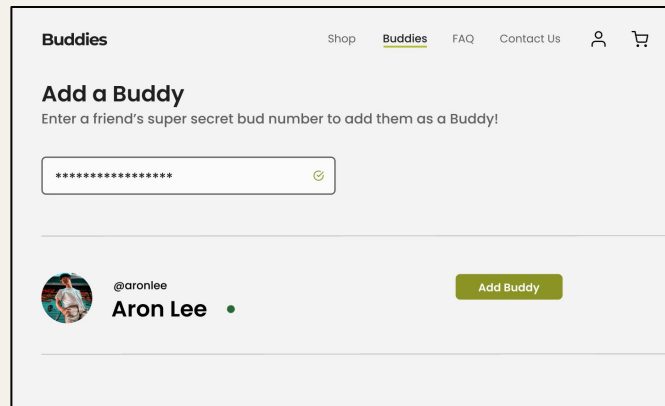 Buddies
Shop Buddies FAQ Contact Us
Add a Buddy
Enter a friend's super secret bud number to add them as a Buddy!
*****************
@aronlee
Aron Lee
Add Buddy